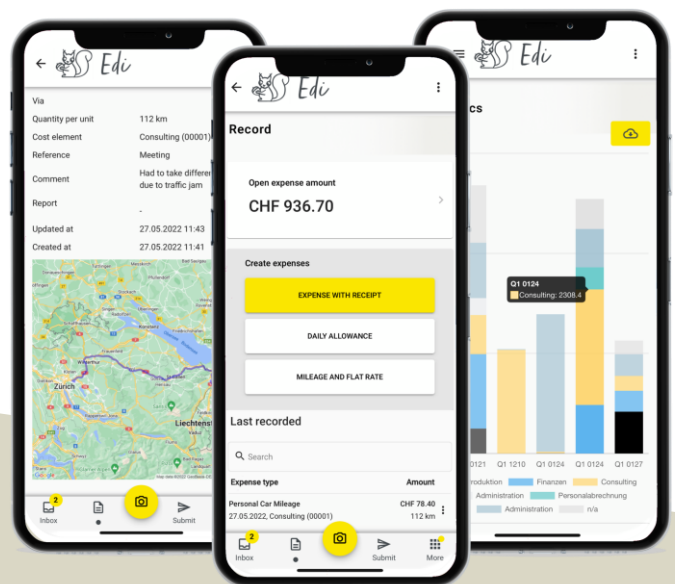 Edi
Via
Quantity per unit 112 km
Cost element Consulting (00001)
Reference Meeting
Comment Had to take differen
due to traffic jam
Report -
Updated at 27.05.2022 11:43
Created at 27.05.2022 11:41
Winterthur
Zürich
Liechtenst
2
Inbox
Submit
Edi
Record
Open expense amount
CHF 936.70
Create expenses
EXPENSE WITH RECEIPT
DAILY ALLOWANCE
MILEAGE AND FLAT RATE
Last recorded
Search
Expense type Amount
Personal Car Mileage CHF 78.40
27.05.2022, Consulting (00001) 112 km
2
Inbox
Submit
More
Edi
cs
Q1 0124
Consulting: 2308.4
0121 Q1 1210 Q1 0124 Q1 0124 Q1 0127
roduktion Finanzen Consulting
Administration Personalabrechnung
Administration n/a